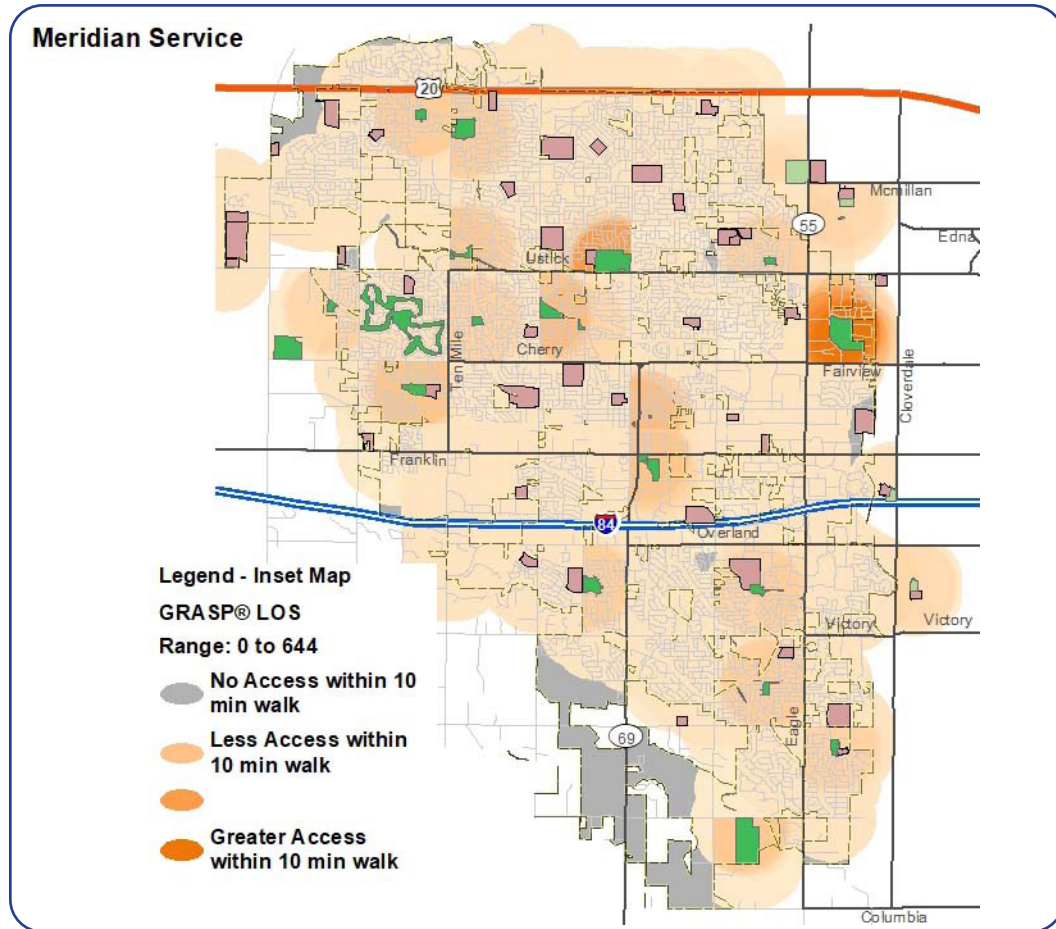 Meridian Service
20
Mcmillan
55
Edna
Ustick
Cherry
Ten Mile
Fairview
Cloverdale
Franklin
84
Overland
Legend - Inset Map
GRASP® LOS
Range: 0 to 644
No Access within 10
min walk
Less Access within
10 min walk
Greater Access
within 10 min walk
Victory
Victory
Eagle
69
Columbia